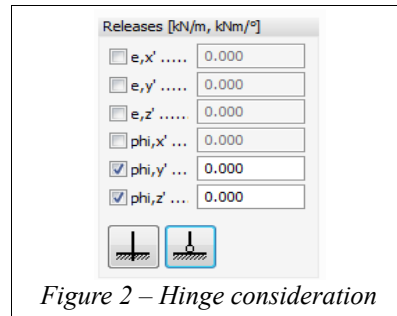 Releases [kN/m, kNm/°]
e,x' ..... 0.000
e,y' ..... 0.000
e,z' ...... 0.000
phi,x' ... 0.000
phi,y' ... 0.000
phi,z' .... 0.000
Figure 2 – Hinge consideration